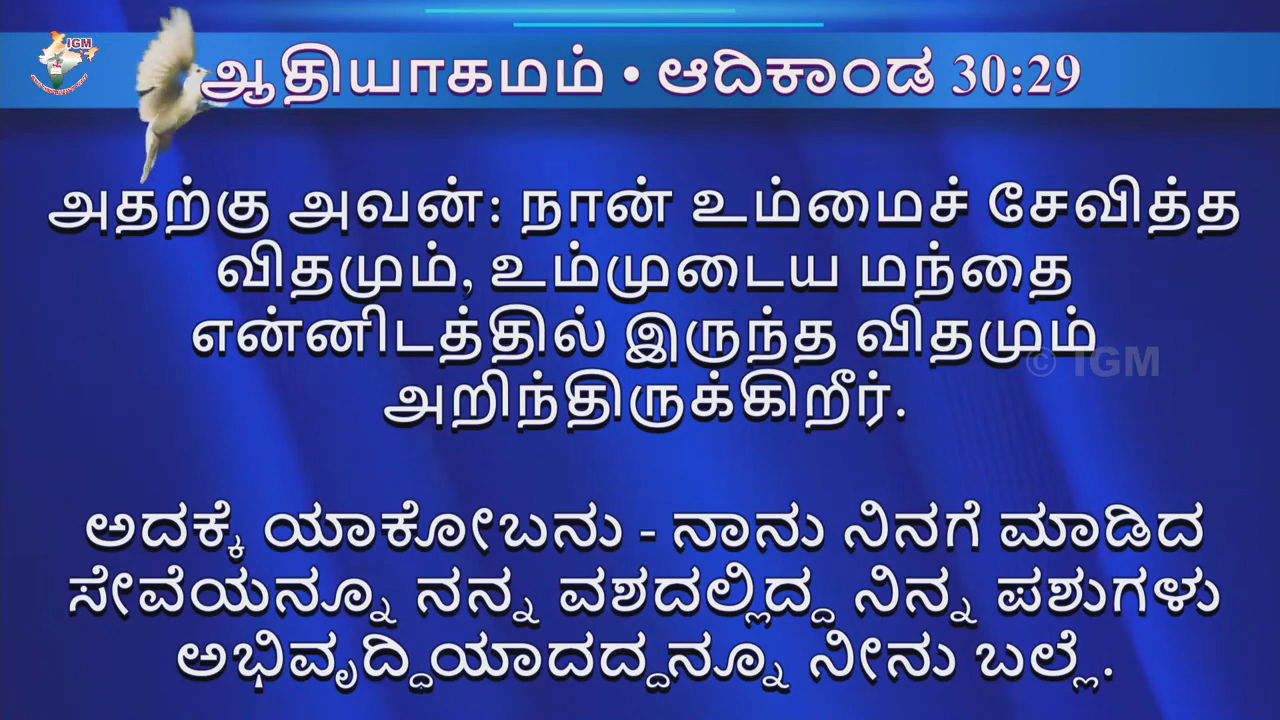 IGM
ஆதியாகமம் • ಆದಿಕಾಂಡ 30:29
அதற்கு அவன்: நான் உம்மைச் சேவித்த
விதமும், உம்முடைய மந்தை
என்னிடத்தில் இருந்த விதமும்
© IGM
அறிந்திருக்கிறீர்.
ಅದಕ್ಕೆ ಯಾಕೋಬನು - ನಾನು ನಿನಗೆ ಮಾಡಿದ
ಸೇವೆಯನ್ನೂ ನನ್ನ ವಶದಲ್ಲಿದ್ದ ನಿನ್ನ ಪಶುಗಳು
ಅಭಿವೃದ್ಧಿಯಾದದ್ದನ್ನೂ ನೀನು ಬಲ್ಲೆ.